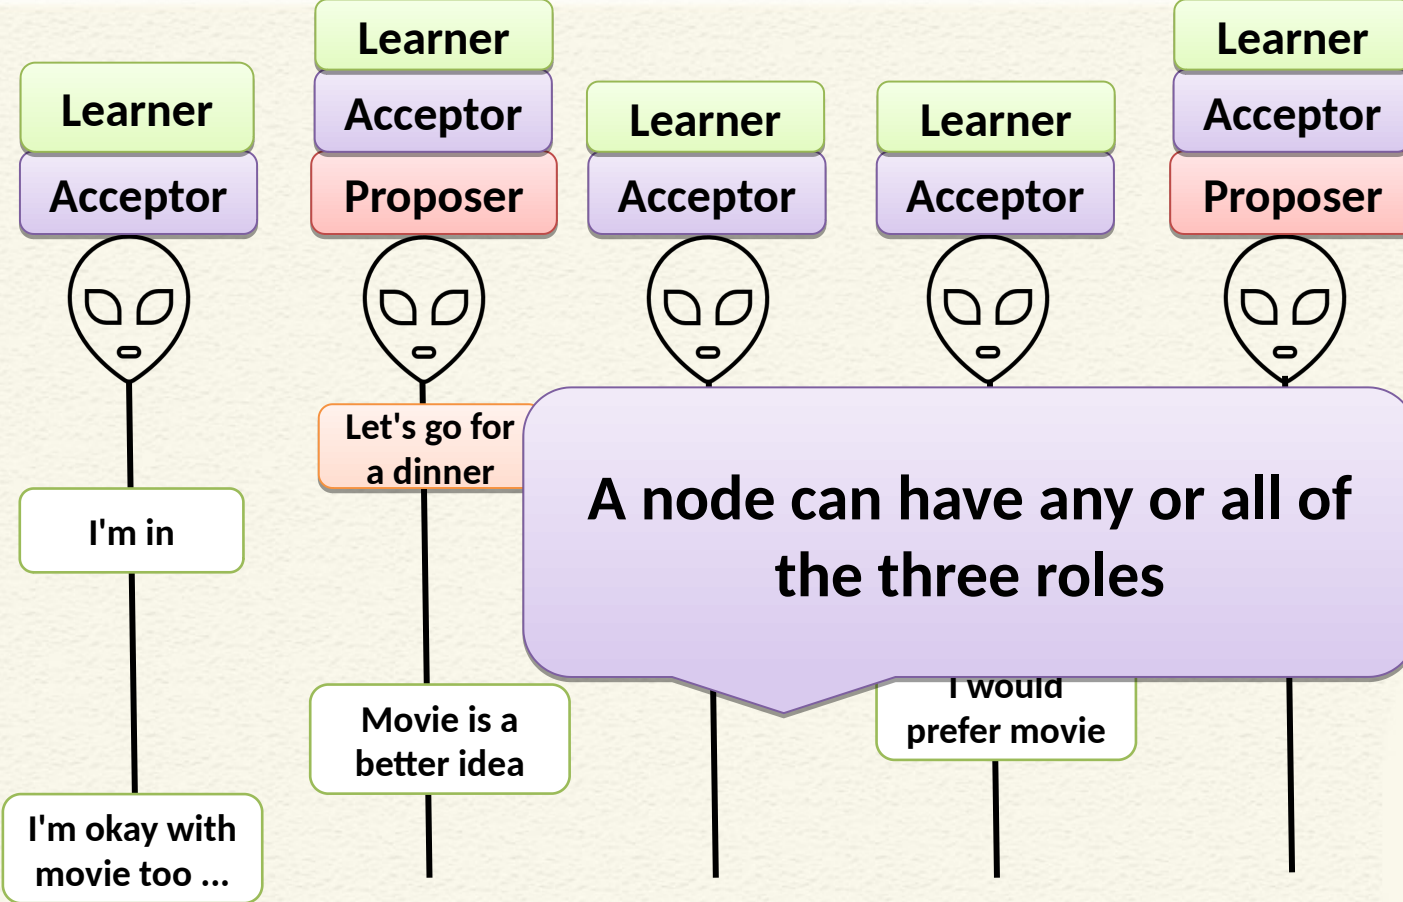 Learner
Acceptor
Learner
Acceptor
Proposer
Learner
Acceptor
Learner
Acceptor
Learner
Acceptor
Proposer
Let's go for
a dinner
A node can have any or all of
the three roles
I'm in
I would
prefer movie
Movie is a
better idea
I'm okay with
movie too ...